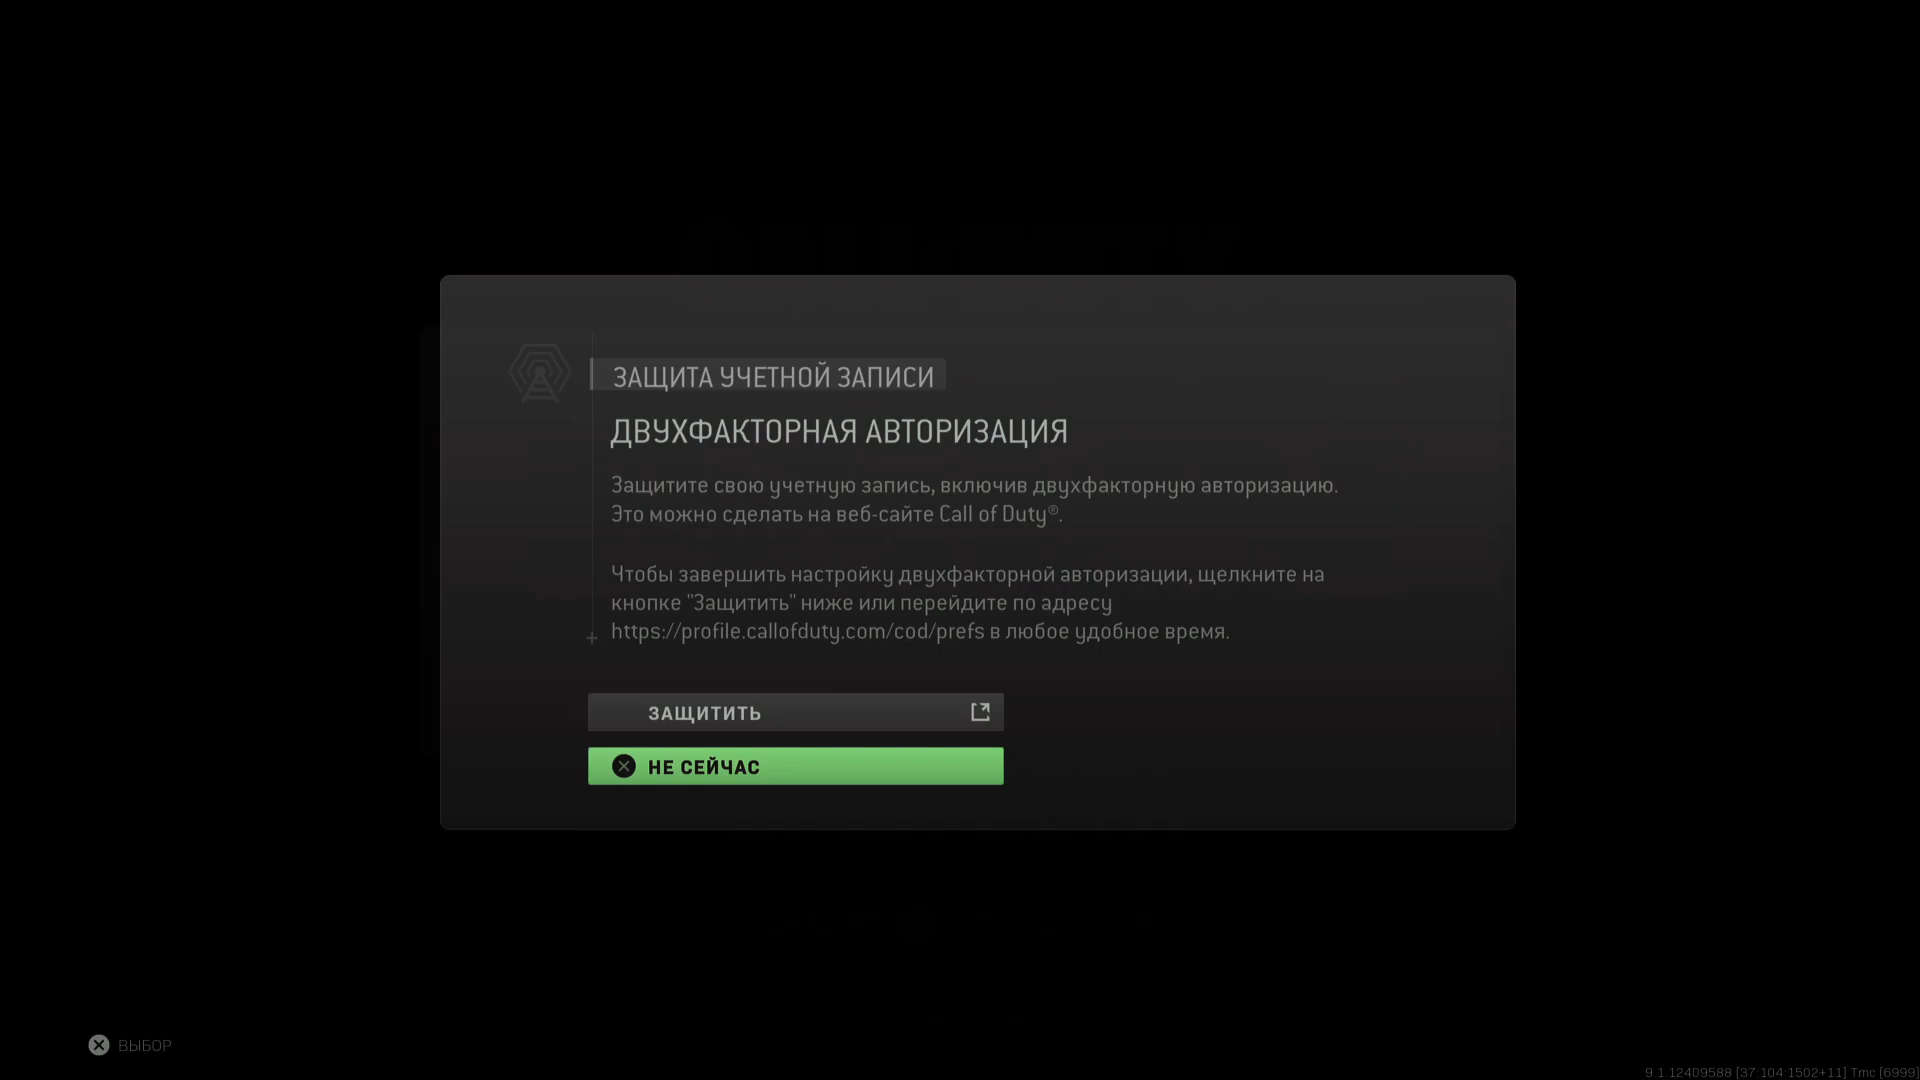 ЗАЩИТА УЧЕТНОЙ ЗАПИСИ
ДВУХФАКТОРНАЯ АВТОРИЗАЦИЯ
Защитите свою учетную запись, включив двухфакторную авторизацию.
Это можно сделать на веб-сайте Call of Duty®.
Чтобы завершить настройку двухфакторной авторизации, щелкните на
кнопке "Защитить" ниже или перейдите по адресу
https://profile.callofduty.com/cod/prefs в любое удобное время.
ЗАЩИТИТЬ
НЕ СЕЙЧАС
ВЫБОР
9.1.12409588 [37:104:1502+11] Tmc [6999]